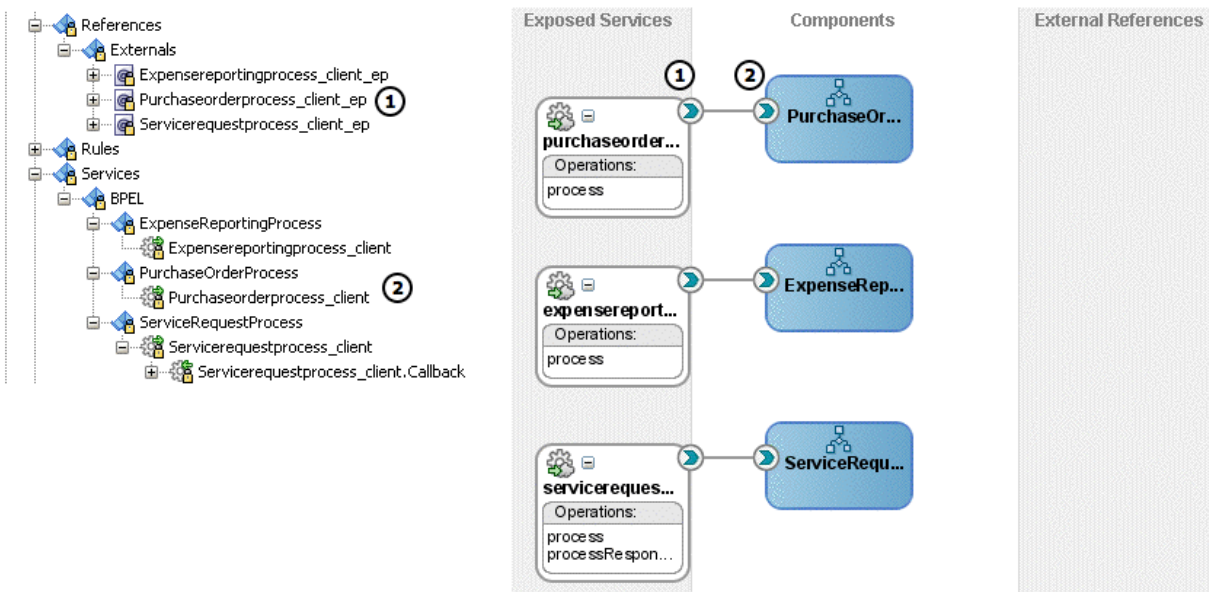 References
Externals
Expensereportingprocess_client_ep
Purchaseorderprocess_client_ep 1
Servicerequestprocess_client_ep
Rules
Services
BPEL
ExpenseReportingProcess
Expensereportingprocess_client
PurchaseOrderProcess
Purchaseorderprocess_client 2
ServiceRequestProcess
Servicerequestprocess_client
Servicerequestprocess_client.Callback
Exposed Services
Components
External References
1
2
purchaseorder...
Operations:
process
PurchaseOr...
expensereport...
Operations:
process
ExpenseRep...
servicereques...
Operations:
process
processRespon...
ServiceRequ...